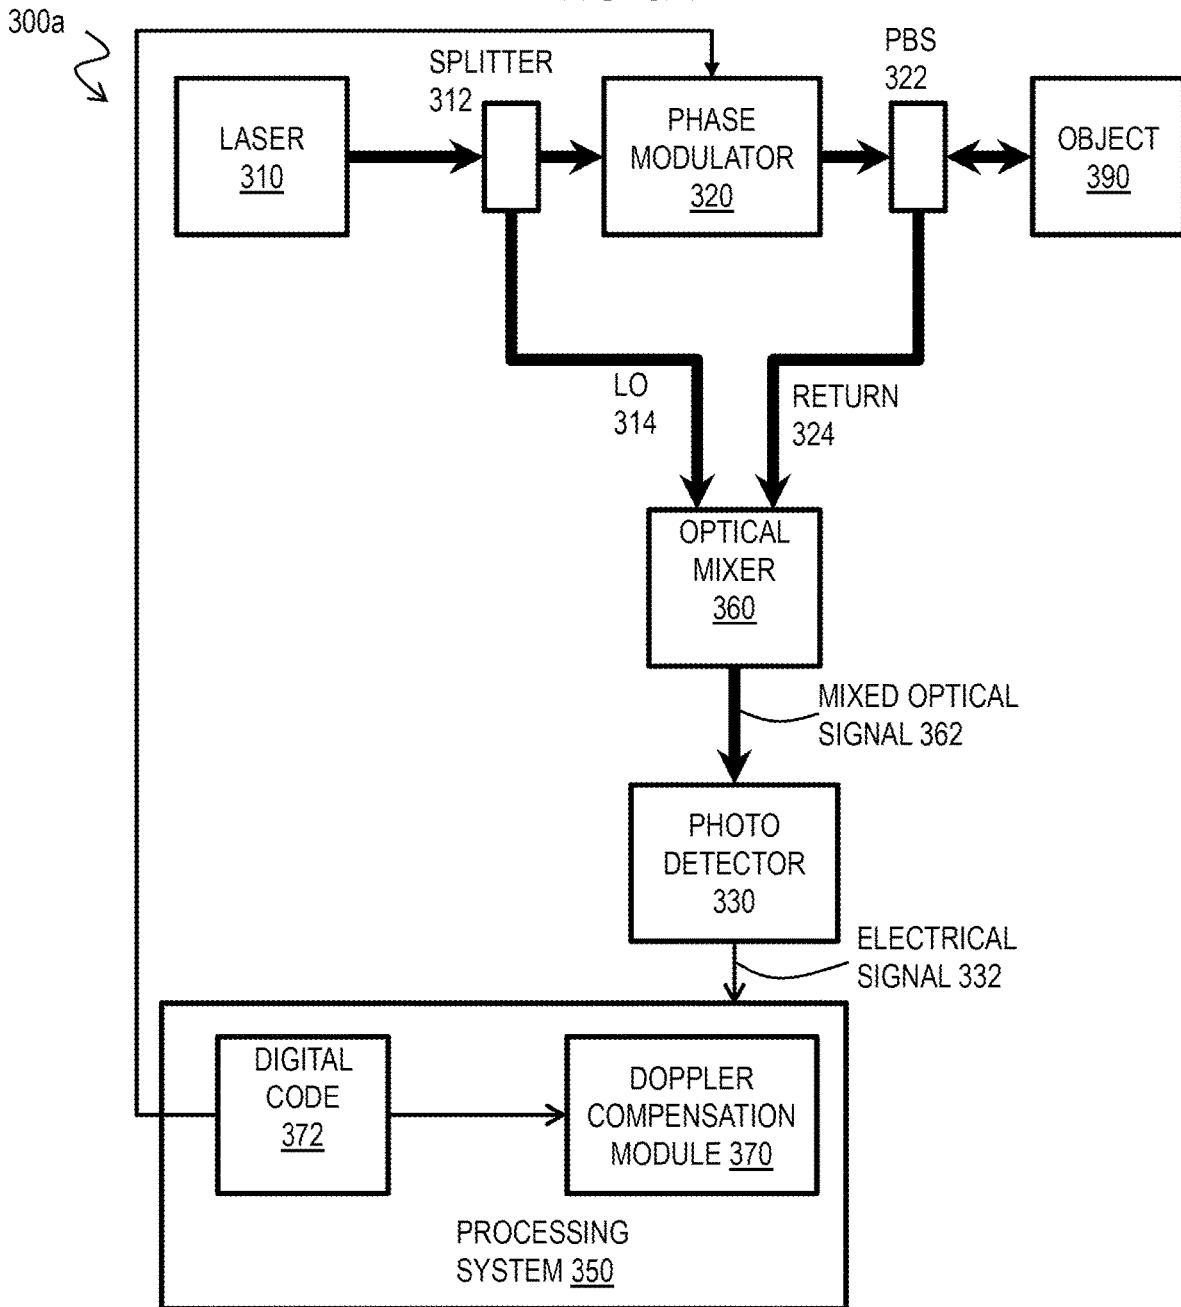 300a
SPLITTER
312
PBS
322
LASER
310
PHASE
MODULATOR
320
OBJECT
390
LO
314
RETURN
324
OPTICAL
MIXER
360
MIXED OPTICAL
SIGNAL 362
PHOTO
DETECTOR
330
ELECTRICAL
SIGNAL 332
DIGITAL
CODE
372
DOPPLER
COMPENSATION
MODULE 370
PROCESSING
SYSTEM 350